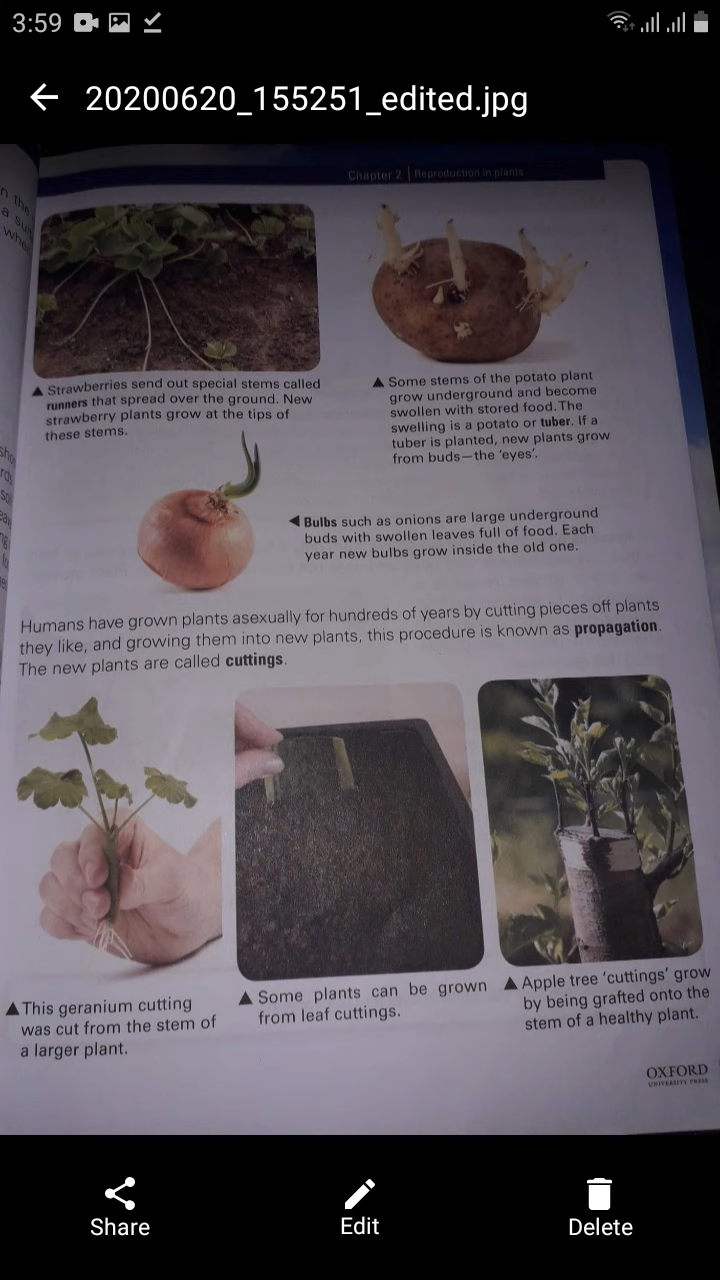 3:59
20200620_155251_edited.jpg
Chapter 2 | Reproduction in plants
n the
a su
whe
▲ Strawberries send out special stems called
runners that spread over the ground. New
strawberry plants grow at the tips of
these stems.
▲ Some stems of the potato plant
grow underground and become
swollen with stored food. The
swelling is a potato or tuber. If a
tuber is planted, new plants grow
from buds—the 'eyes'.
◀ Bulbs such as onions are large underground
buds with swollen leaves full of food. Each
year new bulbs grow inside the old one.
Humans have grown plants asexually for hundreds of years by cutting pieces off plants
they like, and growing them into new plants, this procedure is known as propagation.
The new plants are called cuttings.
▲ This geranium cutting
was cut from the stem of
a larger plant.
▲ Some plants can be grown
from leaf cuttings.
▲ Apple tree 'cuttings' grow
by being grafted onto the
stem of a healthy plant.
OXFORD
UNIVERSITY PRESS
Share
Edit
Delete